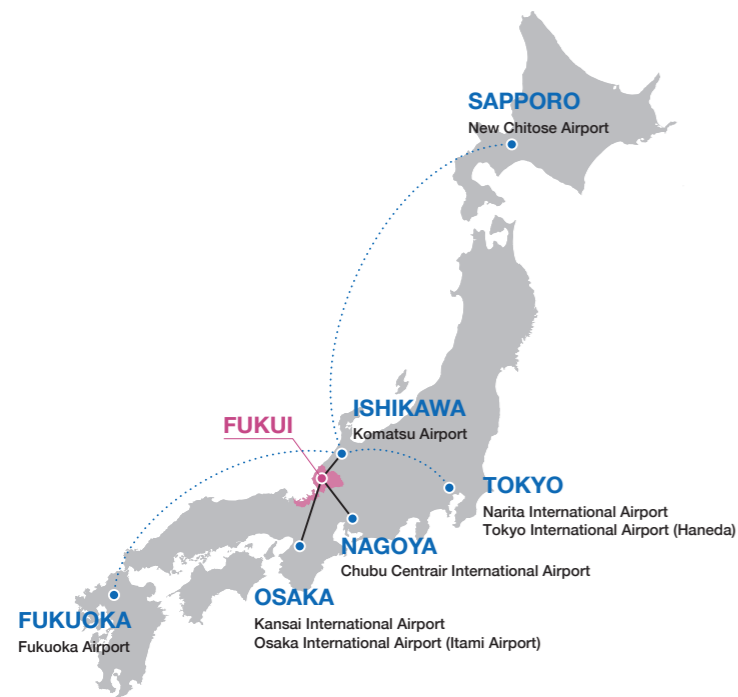 SAPPORO
New Chitose Airport
ISHIKAWA
Komatsu Airport
FUKUI
TOKYO
Narita International Airport
Tokyo International Airport (Haneda)
NAGOYA
Chubu Centrair International Airport
OSAKA
Kansai International Airport
Osaka International Airport (Itami Airport)
FUKUOKA
Fukuoka Airport